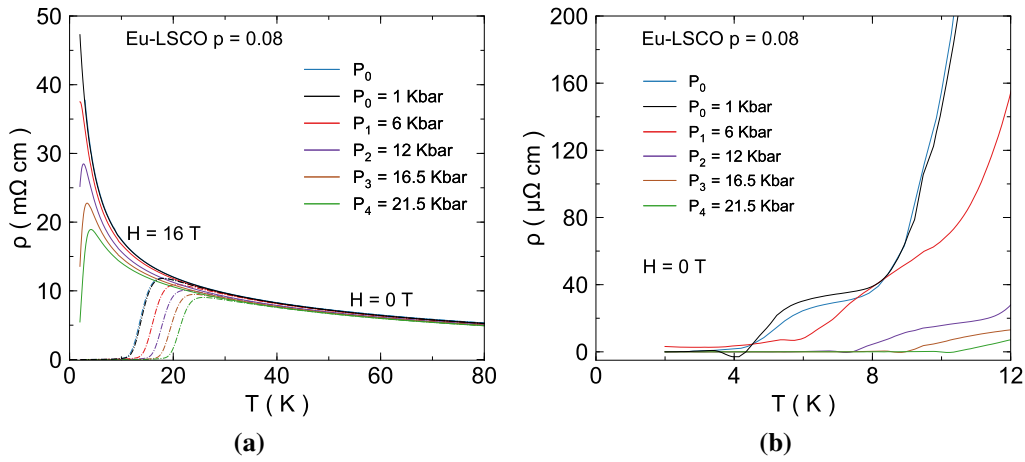 Eu-LSCO p = 0.08
P0
P0 = 1 Kbar
P1 = 6 Kbar
P2 = 12 Kbar
P3 = 16.5 Kbar
P4 = 21.5 Kbar
H = 16 T
H = 0 T
ρ ( mΩ cm )
50
40
30
20
10
0
0 20 40 60 80
T ( K )
(a)
Eu-LSCO p = 0.08
P0
P0 = 1 Kbar
P1 = 6 Kbar
P2 = 12 Kbar
P3 = 16.5 Kbar
P4 = 21.5 Kbar
H = 0 T
ρ ( μΩ cm )
200
160
120
80
40
0
0 2 4 6 8 10 12
T ( K )
(b)